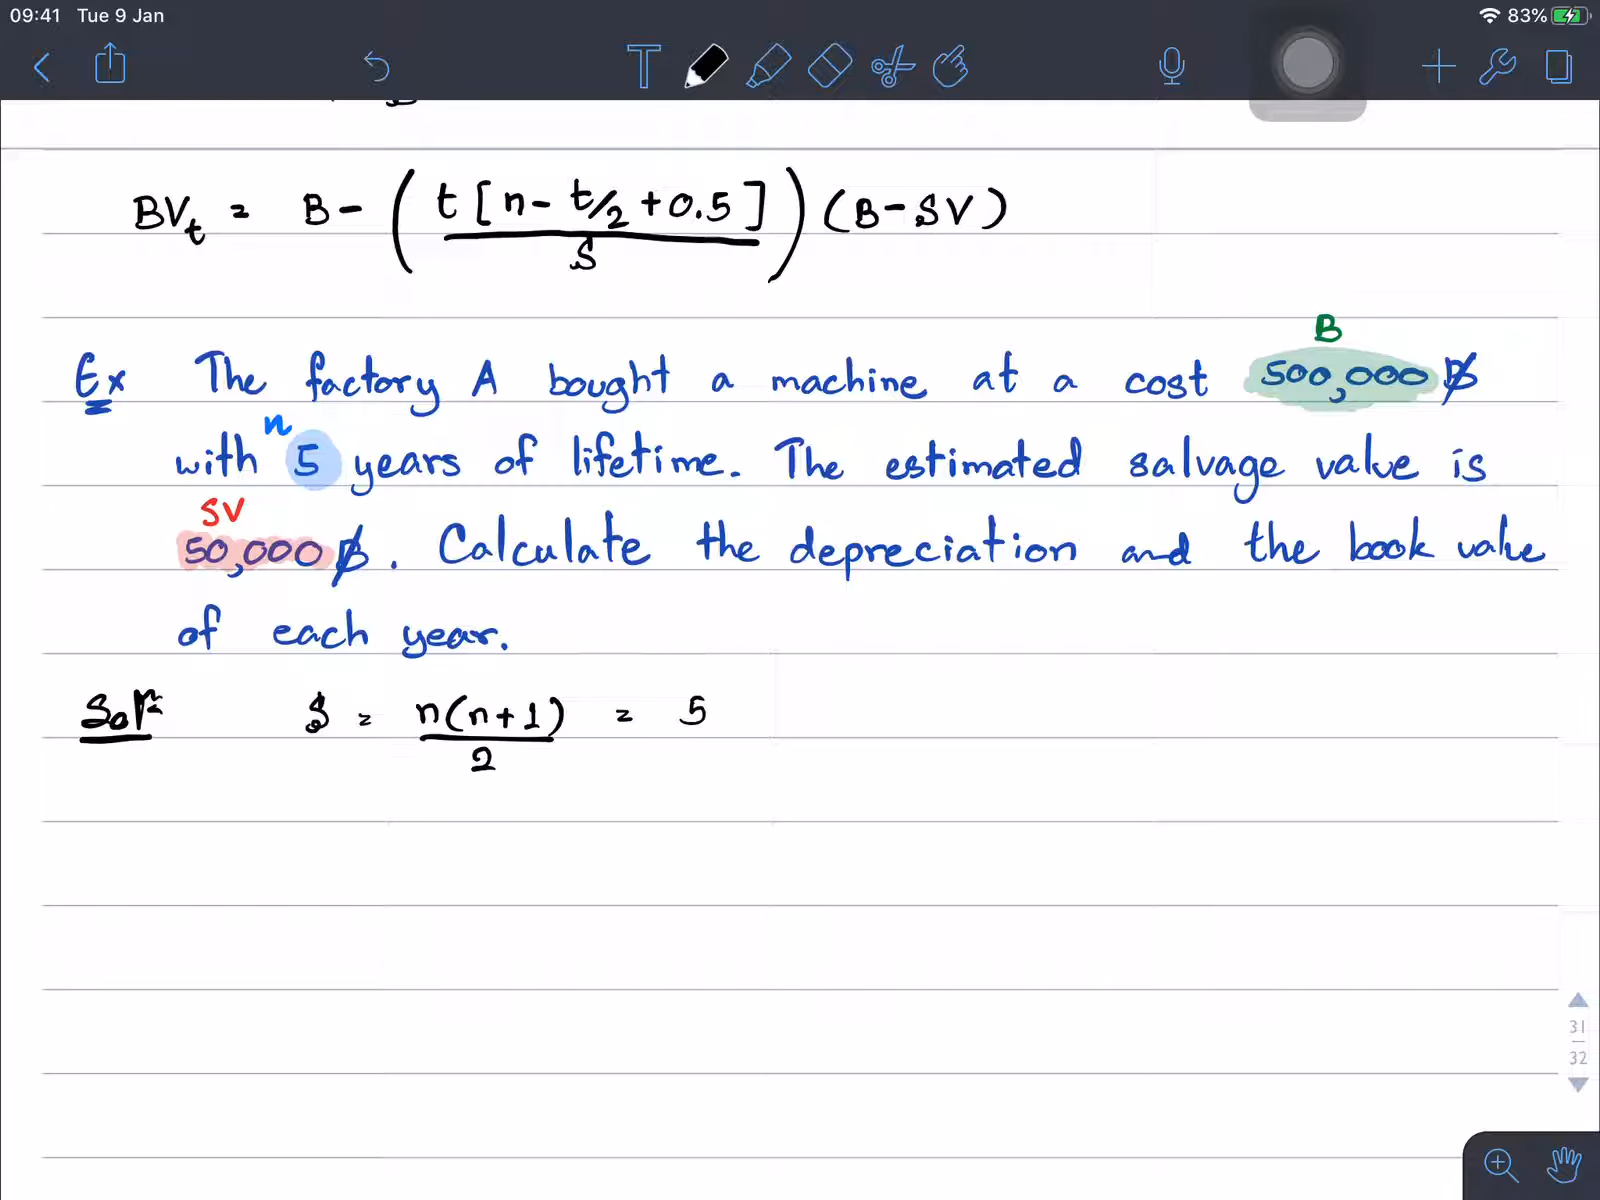 09:41 Tue 9 Jan 83%
BVt = B - ( t [ n - t/2 + 0.5 ] / S ) (B - SV)
B
Ex The factory A bought a machine at a cost 500,000 ฿
n
with 5 years of lifetime. The estimated salvage value is
SV
50,000 ฿. Calculate the depreciation and the book value
of each year.
Solⁿ S = n(n+1) / 2 = 5
31
32